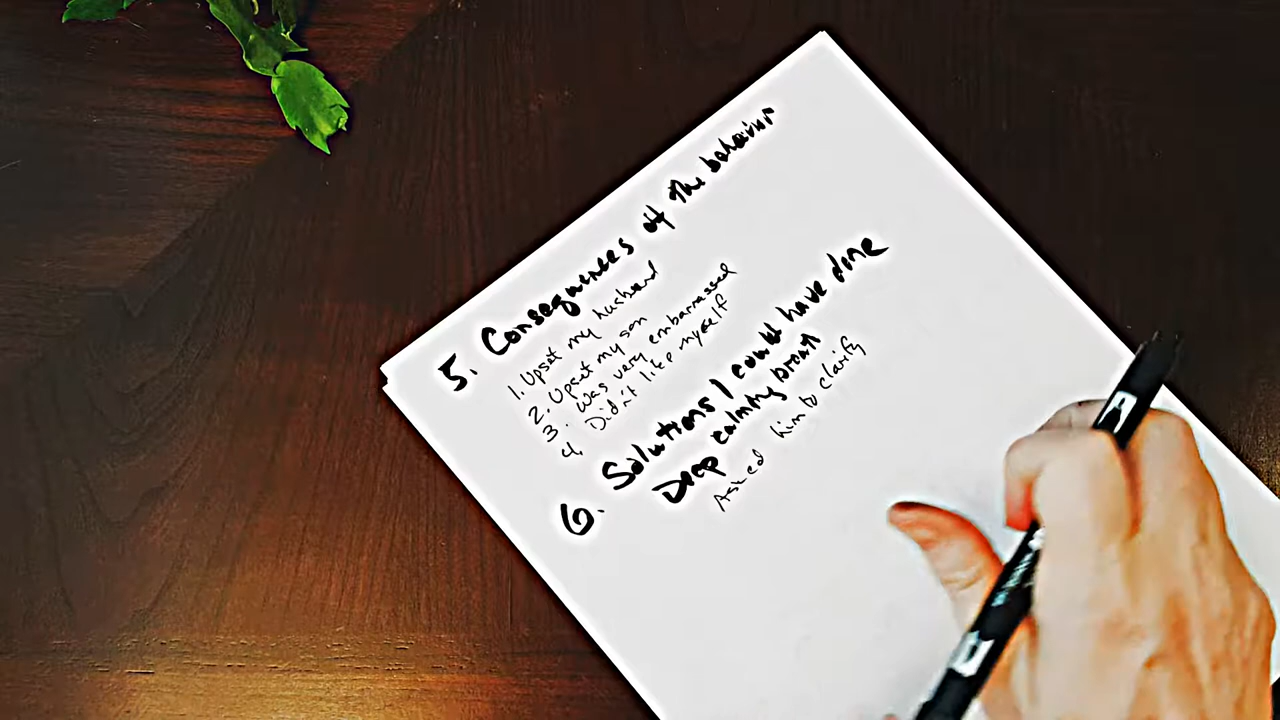 5. Consequences of the behavior
1. Upset my husband
2. Upset my son
3. Was very embarrassed
4. Didn't like myself
6. Solutions I could have done
Deep calming breath
Asked him to clarify